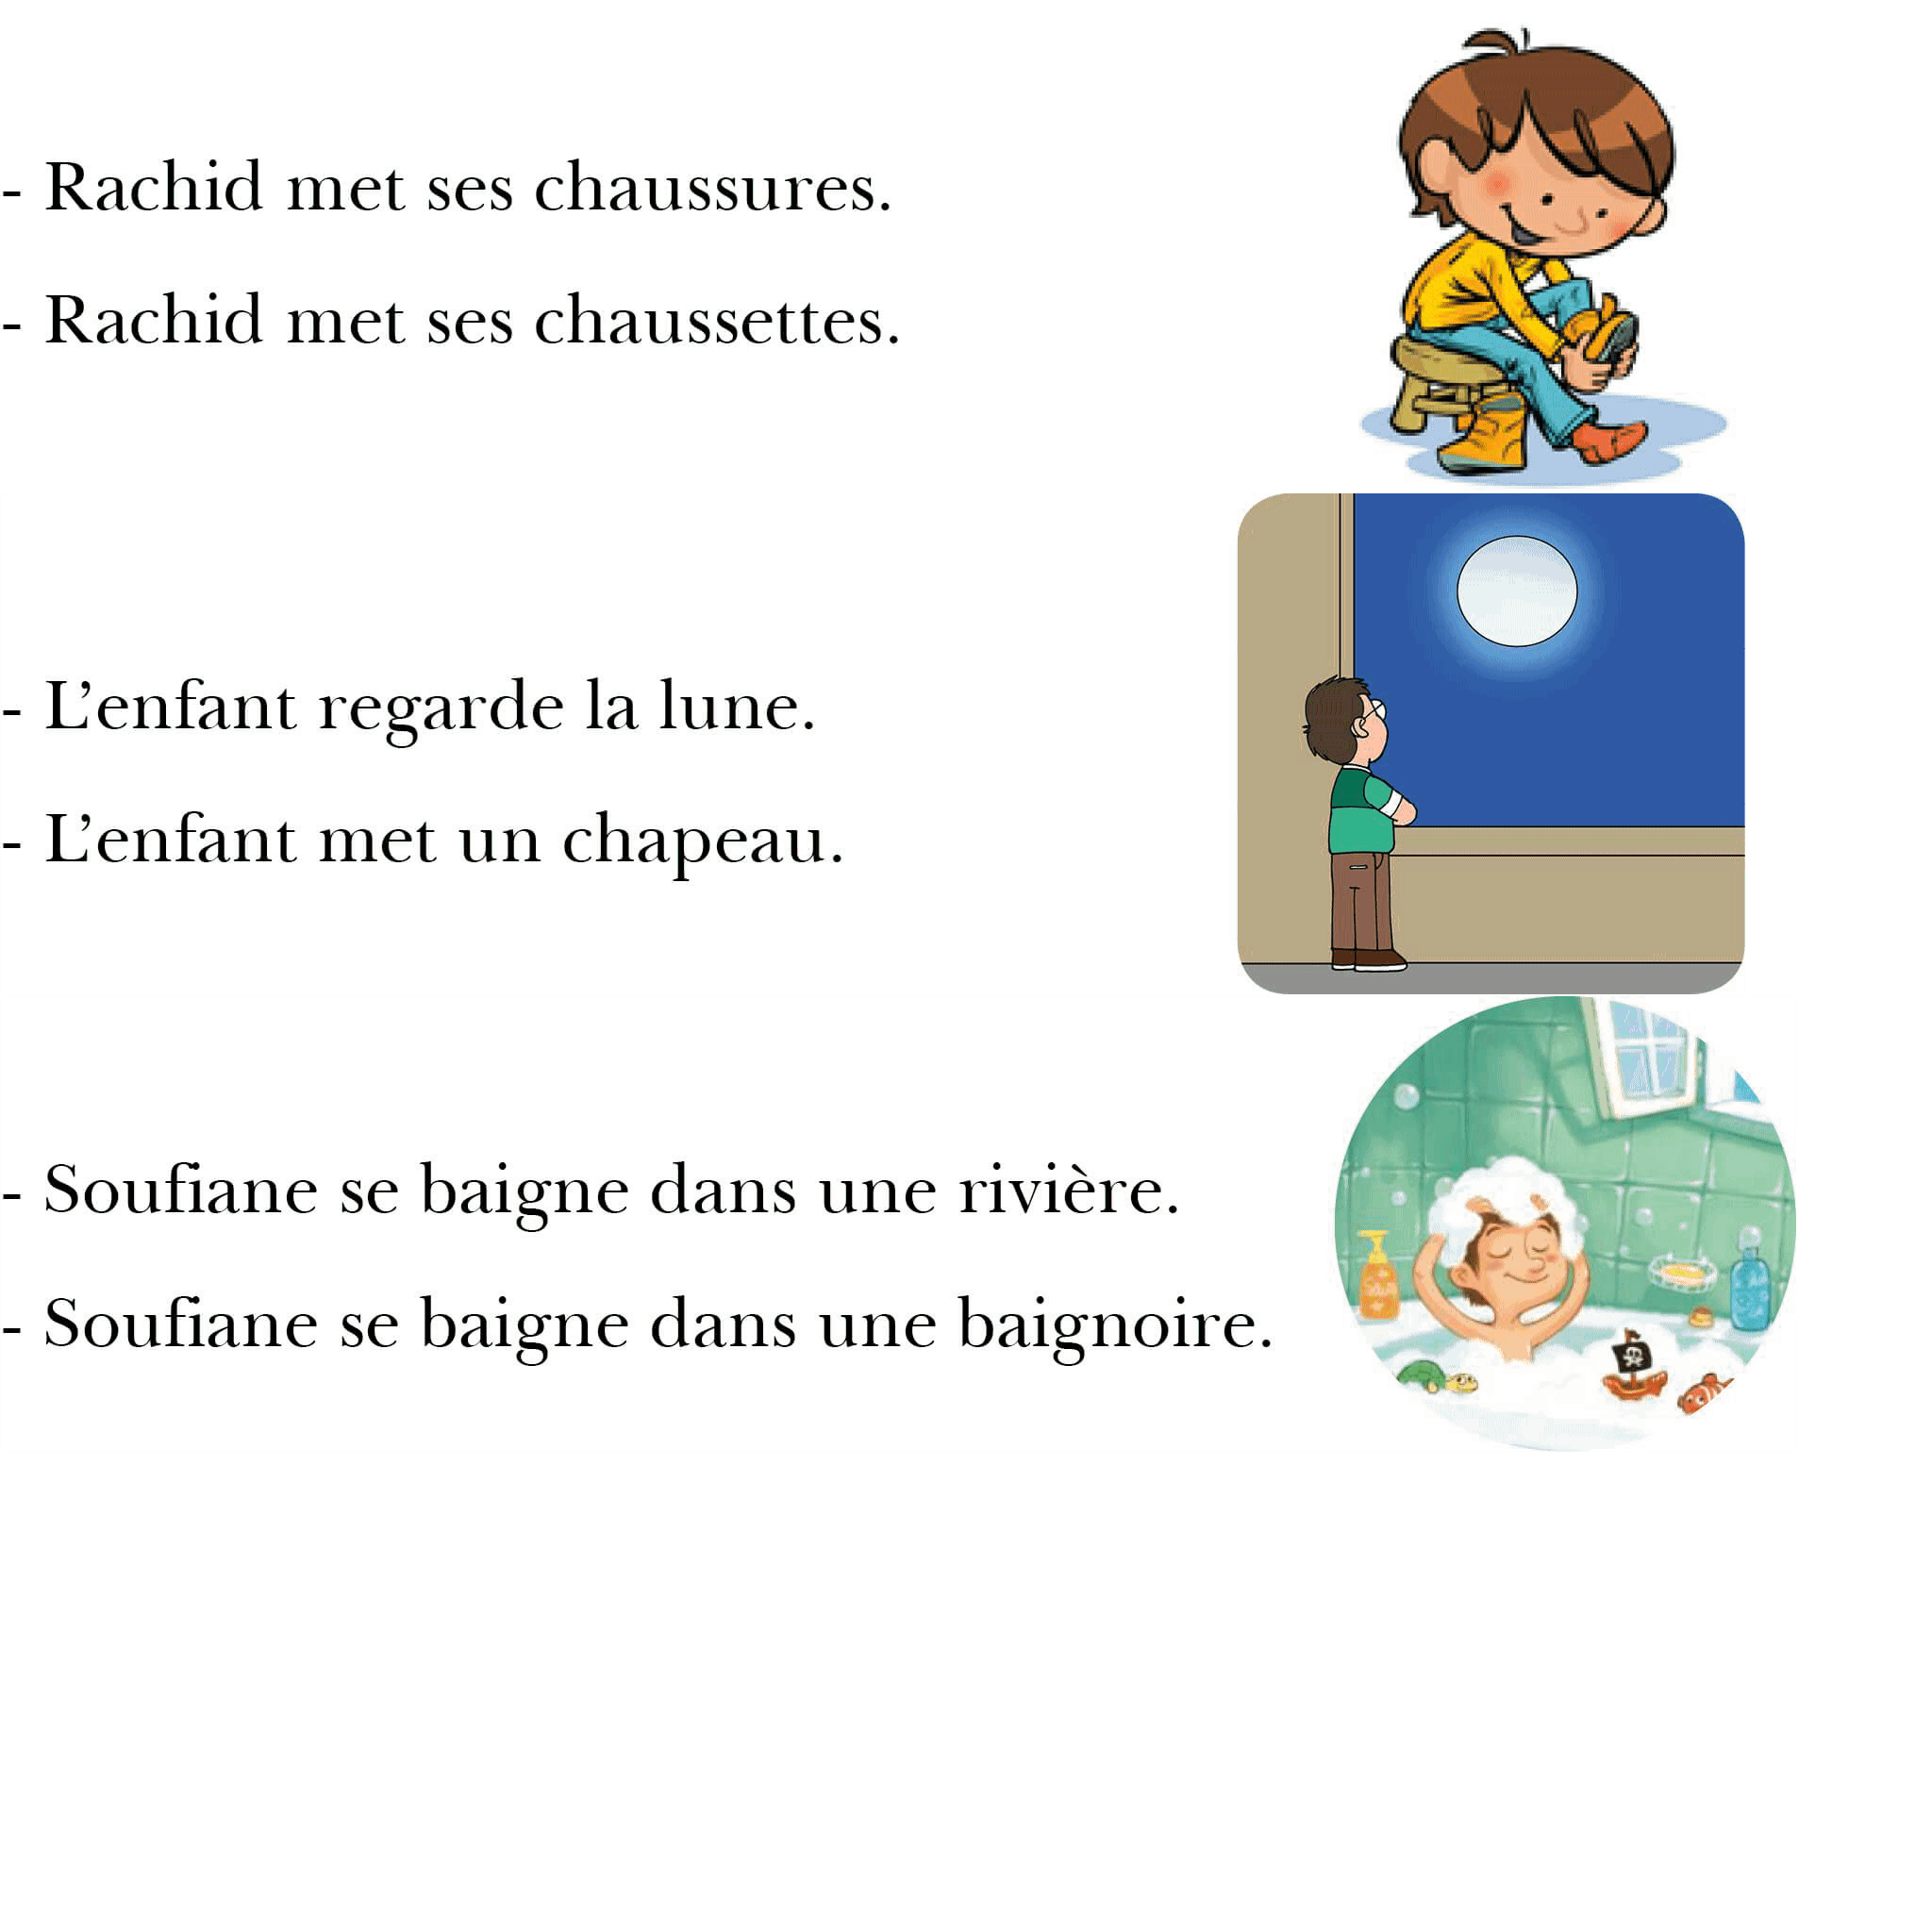 - Rachid met ses chaussures.
- Rachid met ses chaussettes.
- L’enfant regarde la lune.
- L’enfant met un chapeau.
- Soufiane se baigne dans une rivière.
- Soufiane se baigne dans une baignoire.